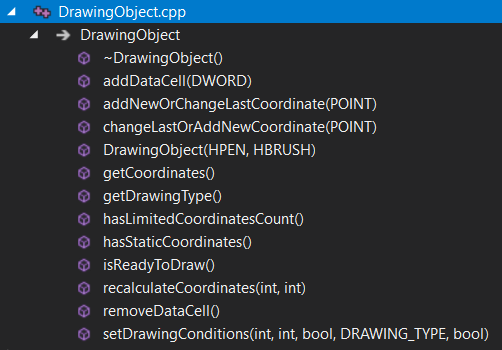 DrawingObject.cpp
DrawingObject
~DrawingObject()
addDataCell(DWORD)
addNewOrChangeLastCoordinate(POINT)
changeLastOrAddNewCoordinate(POINT)
DrawingObject(HPEN, HBRUSH)
getCoordinates()
getDrawingType()
hasLimitedCoordinatesCount()
hasStaticCoordinates()
isReadyToDraw()
recalculateCoordinates(int, int)
removeDataCell()
setDrawingConditions(int, int, bool, DRAWING_TYPE, bool)